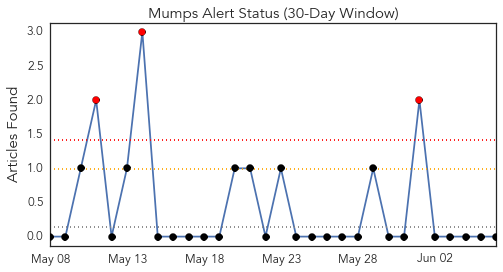 Mumps Alert Status (30-Day Window)
Articles Found
3.0
2.5
2.0
1.5
1.0
0.5
0.0
May 08 May 13 May 18 May 23 May 28 Jun 02